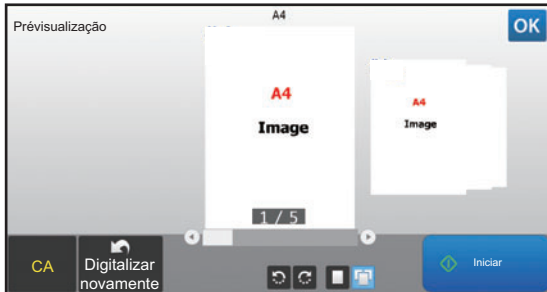 A4
Prévisualização
OK
A4
Image
A4
Image
1 / 5
CA
Digitalizar
novamente
Iniciar